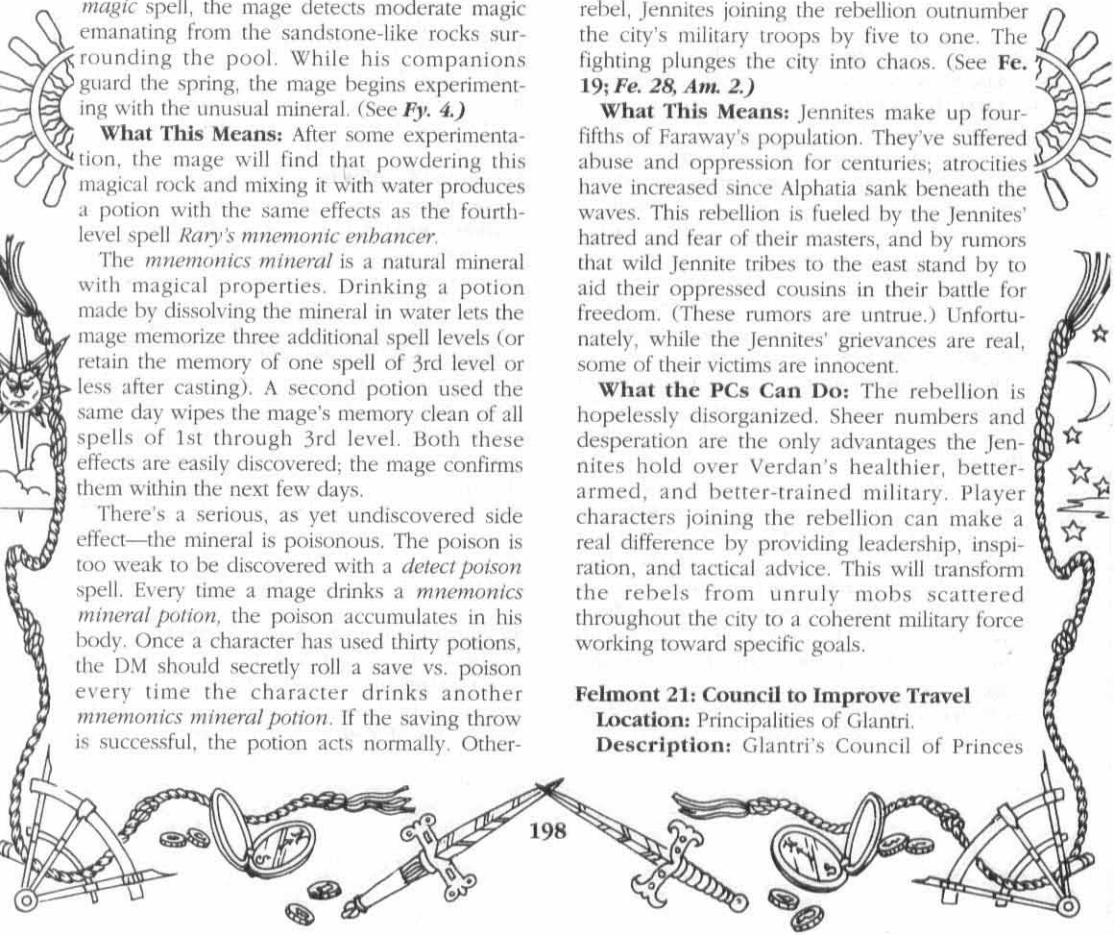 magic spell, the mage detects moderate magic
emanating from the sandstone-like rocks sur-
rounding the pool. While his companions
guard the spring, the mage begins experiment-
ing with the unusual mineral. (See Fy. 4.)
What This Means: After some experimenta-
tion, the mage will find that powdering this
magical rock and mixing it with water produces
a potion with the same effects as the fourth-
level spell Rary's mnemonic enhancer.
The mnemonics mineral is a natural mineral
with magical properties. Drinking a potion
made by dissolving the mineral in water lets the
mage memorize three additional spell levels (or
retain the memory of one spell of 3rd level or
less after casting). A second potion used the
same day wipes the mage's memory clean of all
spells of 1st through 3rd level. Both these
effects are easily discovered; the mage confirms
them within the next few days.
There's a serious, as yet undiscovered side
effect—the mineral is poisonous. The poison is
too weak to be discovered with a detect poison
spell. Every time a mage drinks a mnemonics
mineral potion, the poison accumulates in his
body. Once a character has used thirty potions,
the DM should secretly roll a save vs. poison
every time the character drinks another
mnemonics mineral potion. If the saving throw
is successful, the potion acts normally. Other-
rebel, Jennites joining the rebellion outnumber
the city's military troops by five to one. The
fighting plunges the city into chaos. (See Fe.
19; Fe. 28, Am. 2.)
What This Means: Jennites make up four-
fifths of Faraway's population. They've suffered
abuse and oppression for centuries; atrocities
have increased since Alphatia sank beneath the
waves. This rebellion is fueled by the Jennites'
hatred and fear of their masters, and by rumors
that wild Jennite tribes to the east stand by to
aid their oppressed cousins in their battle for
freedom. (These rumors are untrue.) Unfortu-
nately, while the Jennites' grievances are real,
some of their victims are innocent.
What the PCs Can Do: The rebellion is
hopelessly disorganized. Sheer numbers and
desperation are the only advantages the Jen-
nites hold over Verdan's healthier, better-
armed, and better-trained military. Player
characters joining the rebellion can make a
real difference by providing leadership, inspi-
ration, and tactical advice. This will transform
the rebels from unruly mobs scattered
throughout the city to a coherent military force
working toward specific goals.
Felmont 21: Council to Improve Travel
Location: Principalities of Glantri.
Description: Glantri's Council of Princes
198